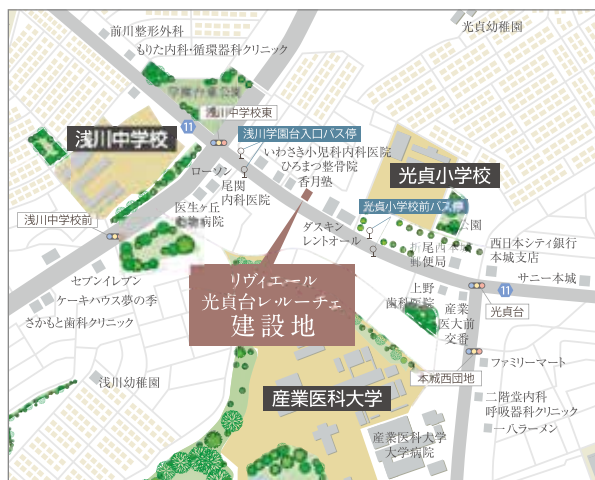 前川整形外科
もりた内科・循環器科クリニック
光貞幼稚園
浅川中学校東
11
浅川中学校
浅川学園台入口バス停
いわさき小児科内科医院
ひろまつ整骨院
香月塾
ローソン
尾関
内科医院
医生ヶ丘
動物病院
光貞小学校
光貞小学校前バス停
公園
浅川中学校前
ダスキン
レントオール
折尾西本城
郵便局
西日本シティ銀行
本城支店
サニー本城
セブンイレブン
ケーキハウス夢の季
さかもと歯科クリニック
リヴィエール
光貞台レ・ルーチェ
建設地
上野
歯科医院
産業
医大前
交番
11
光貞台
本城西団地
ファミリーマート
浅川幼稚園
産業医科大学
二階堂内科
呼吸器科クリニック
一八ラーメン
産業医科大学
大学病院